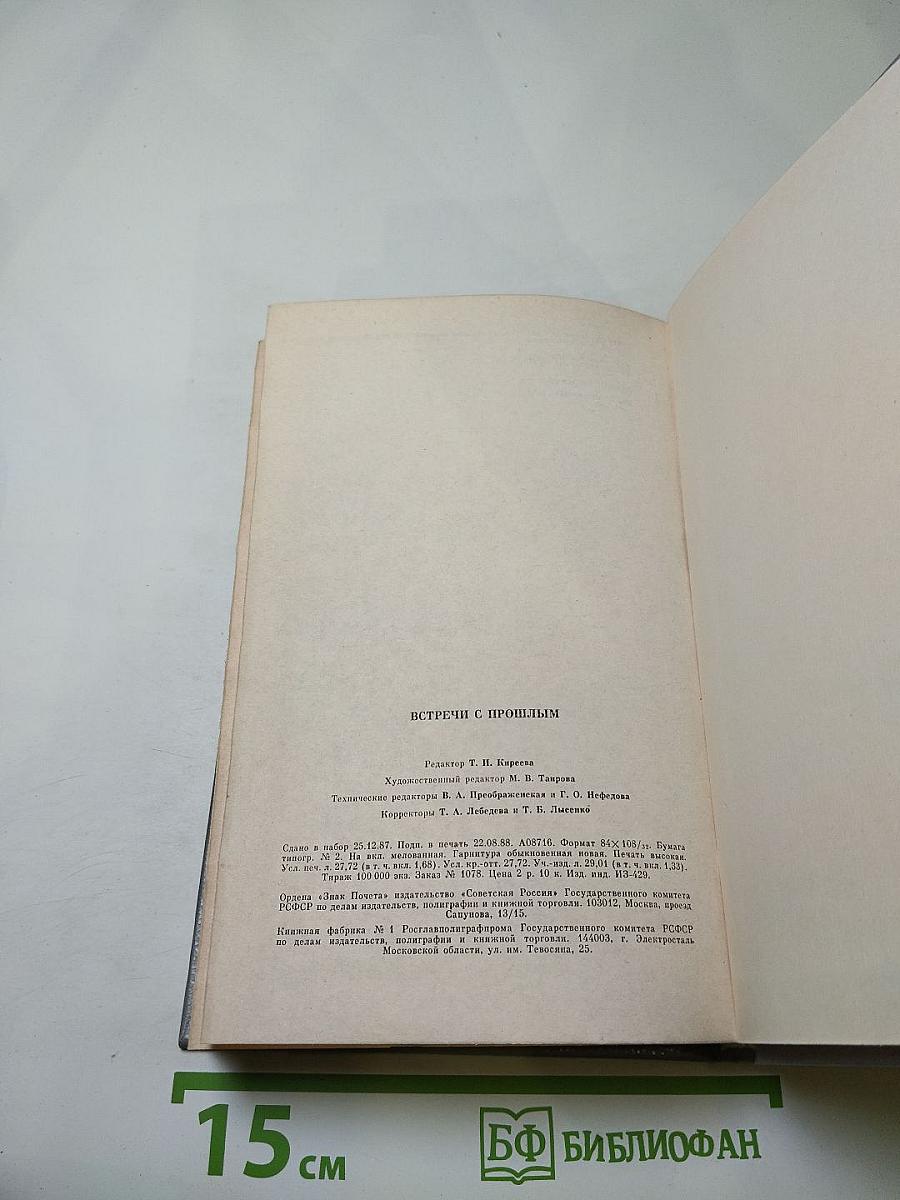 ВСТРЕЧИ С ПРОШЛЫМ
Редактор Т. И. Киреева
Художественный редактор М. В. Таирова
Технические редакторы В. А. Преображенская и Г. О. Нефедова
Корректоры Т. А. Лебедева и Т. Б. Лысенко
Сдано в набор 25.12.87. Подп. в печать 22.08.88. А08716. Формат 84×108/32. Бумага
типогр. № 2. На вкл. мелованная. Гарнитура обыкновенная новая. Печать высокая.
Усл. печ. л. 27,72 (в т. ч. вкл. 1,68). Усл. кр.-отт. 27,72. Уч.-изд. л. 29,01 (в т. ч. вкл. 1,33).
Тираж 100 000 экз. Заказ № 1078. Цена 2 р. 10 к. Изд. инд. ИЗ-429.
Ордена «Знак Почета» издательство «Советская Россия» Государственного комитета
РСФСР по делам издательств, полиграфии и книжной торговли. 103012, Москва, проезд
Сапунова, 13/15.
Книжная фабрика № 1 Росглавполиграфпрома Государственного комитета РСФСР
по делам издательств, полиграфии и книжной торговли. 144003, г. Электросталь
Московской области, ул. им. Тевосяна, 25.
15 см
БФ БИБЛИОФАН